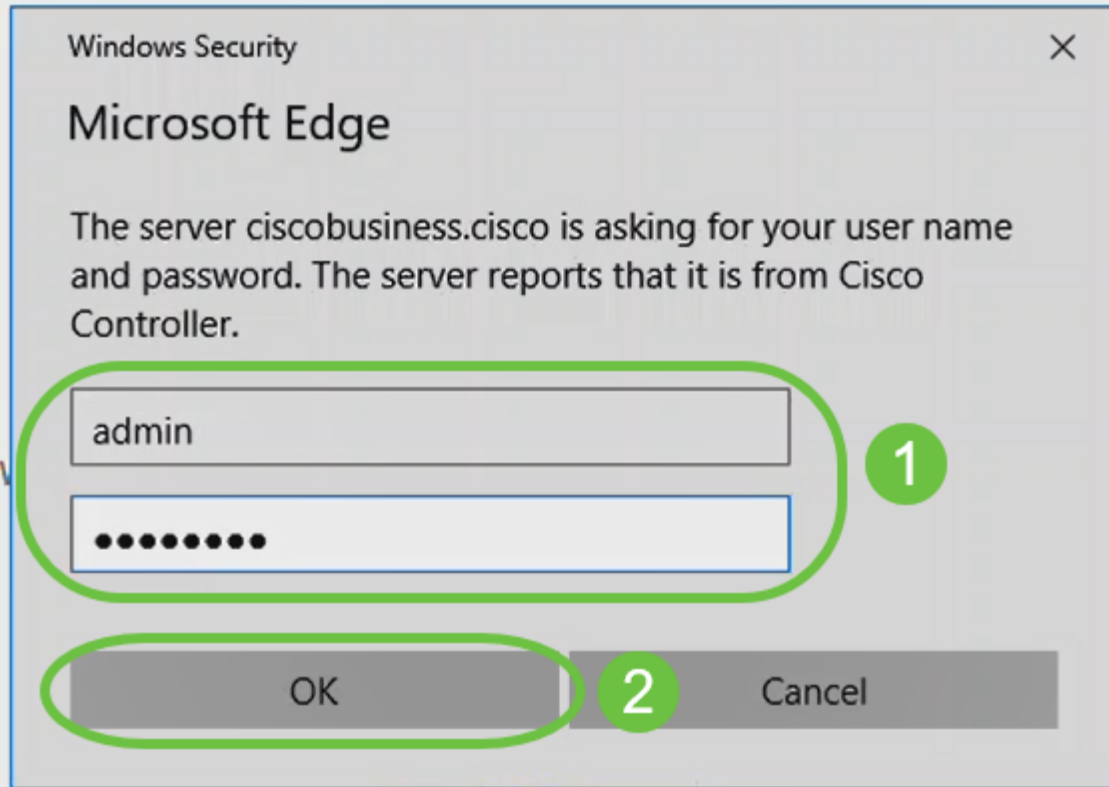 Windows Security
Microsoft Edge
The server ciscobusiness.cisco is asking for your user name
and password. The server reports that it is from Cisco
Controller.
admin
●●●●●●●●
1
OK
2
Cancel